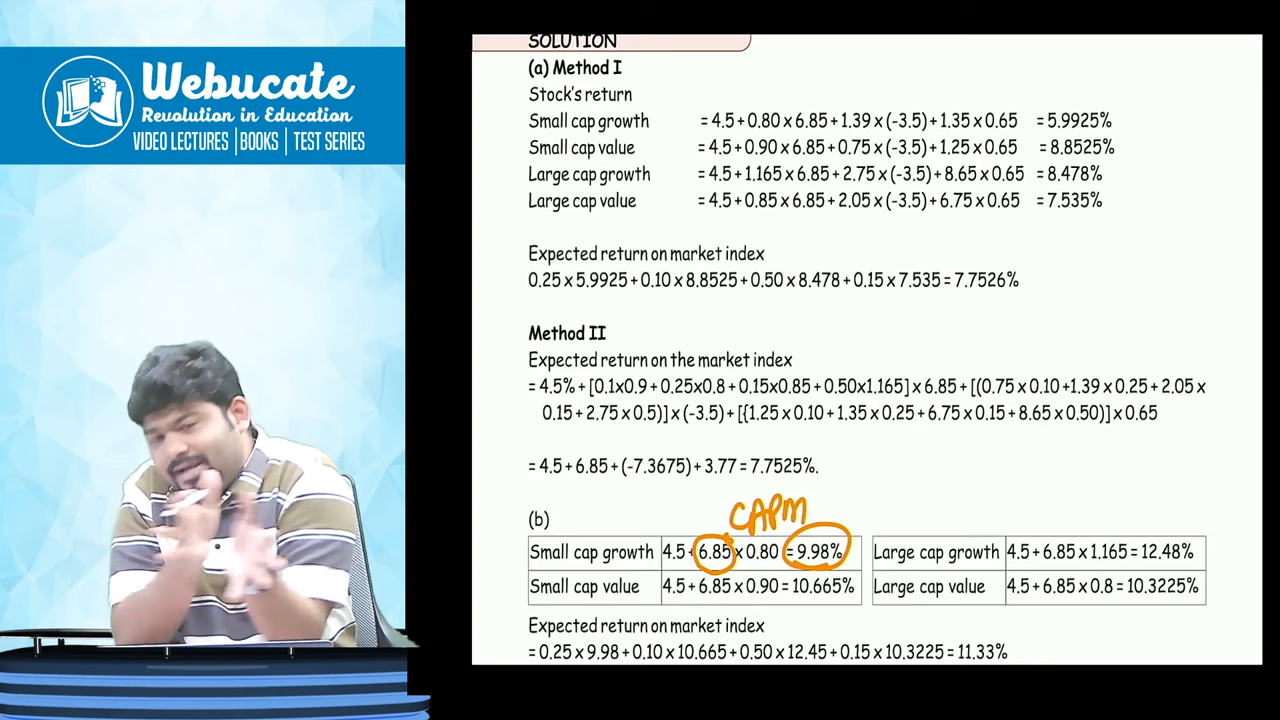 Webucate
Revolution in Education
VIDEO LECTURES | BOOKS | TEST SERIES
SOLUTION
(a) Method I
Stock's return
Small cap growth = 4.5 + 0.80 x 6.85 + 1.39 x (-3.5) + 1.35 x 0.65 = 5.9925%
Small cap value = 4.5 + 0.90 x 6.85 + 0.75 x (-3.5) + 1.25 x 0.65 = 8.8525%
Large cap growth = 4.5 + 1.165 x 6.85 + 2.75 x (-3.5) + 8.65 x 0.65 = 8.478%
Large cap value = 4.5 + 0.85 x 6.85 + 2.05 x (-3.5) + 6.75 x 0.65 = 7.535%
Expected return on market index
0.25 x 5.9925 + 0.10 x 8.8525 + 0.50 x 8.478 + 0.15 x 7.535 = 7.7526%
Method II
Expected return on the market index
= 4.5% + [0.1x0.9 + 0.25x0.8 + 0.15x0.85 + 0.50x1.165] x 6.85 + [(0.75 x 0.10 +1.39 x 0.25 + 2.05 x
0.15 + 2.75 x 0.5)] x (-3.5) + [{1.25 x 0.10 + 1.35 x 0.25 + 6.75 x 0.15 + 8.65 x 0.50)] x 0.65
= 4.5 + 6.85 + (-7.3675) + 3.77 = 7.7525%.
CAPM
(b)
Small cap growth 4.5 + 6.85 x 0.80 = 9.98% Large cap growth 4.5 + 6.85 x 1.165 = 12.48%
Small cap value 4.5 + 6.85 x 0.90 = 10.665% Large cap value 4.5 + 6.85 x 0.8 = 10.3225%
Expected return on market index
= 0.25 x 9.98 + 0.10 x 10.665 + 0.50 x 12.45 + 0.15 x 10.3225 = 11.33%